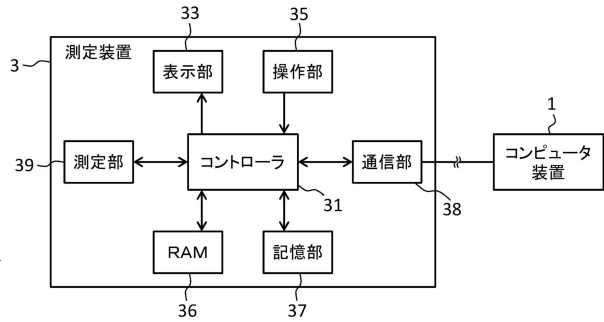 33
35
3
測定装置
表示部
操作部
1
測定部
コントローラ
通信部
コンピュータ
装置
39
31
38
RAM
記憶部
36
37